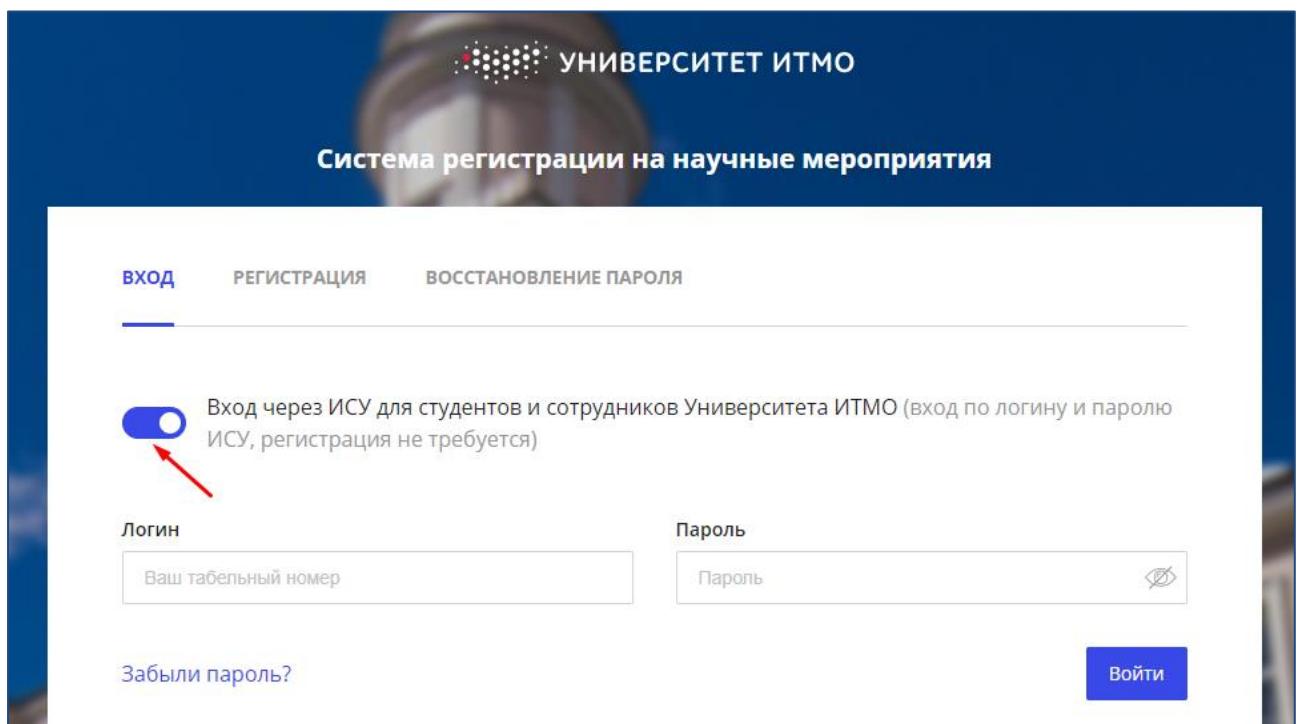 УНИВЕРСИТЕТ ИТМО
Система регистрации на научные мероприятия
ВХОД РЕГИСТРАЦИЯ ВОССТАНОВЛЕНИЕ ПАРОЛЯ
Вход через ИСУ для студентов и сотрудников Университета ИТМО (вход по логину и паролю
ИСУ, регистрация не требуется)
Логин Пароль
Ваш табельный номер Пароль
Забыли пароль? Войти